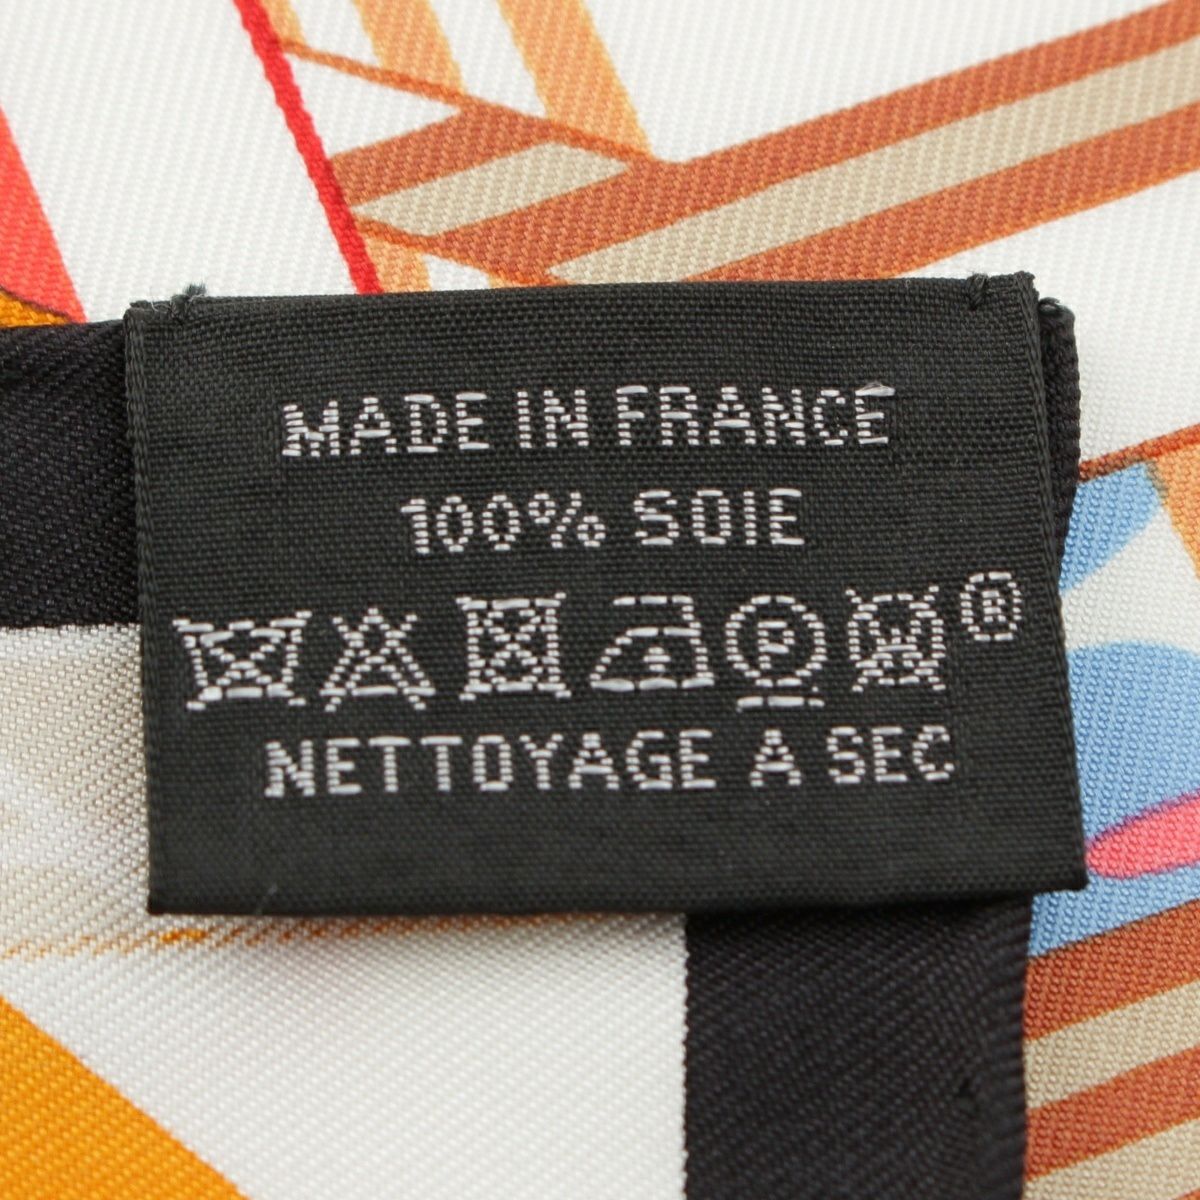 MADE IN FRANCE
100% SOIE
P W ®
NETTOYAGE A SEC